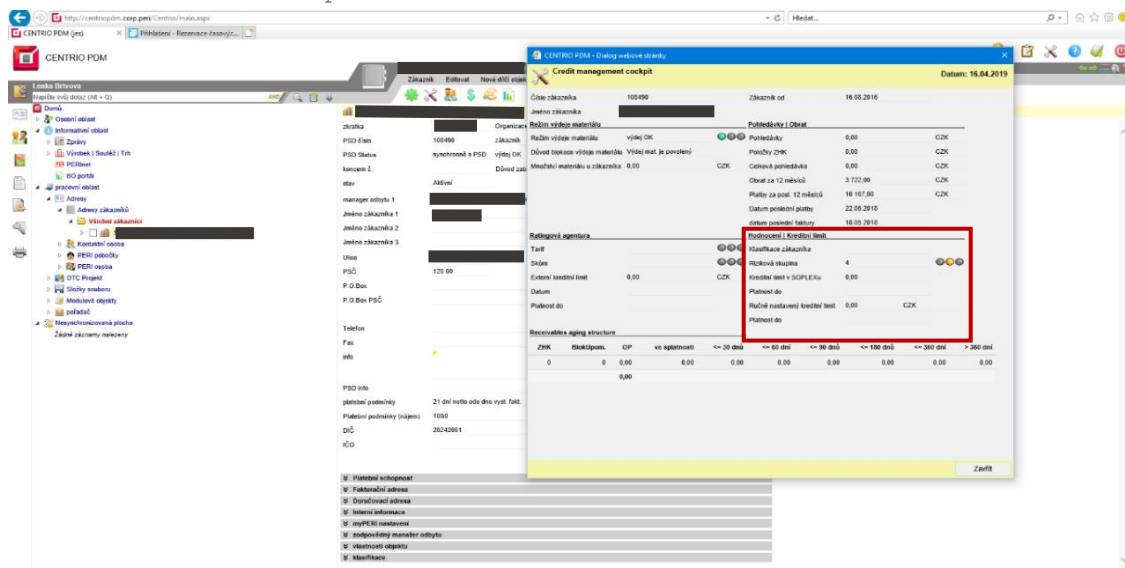 http://centriopdm.corp.peri/Centrio/main.aspx
Hledat...
CENTRIO PDM (jes)
Přihlášení - Rezervace časovýc...
CENTRIO PDM
Zákazník Editovat Nové dílčí objek
Lenka Drtvova
Napište svůj dotaz (Alt + Q)
Domů
Osobní oblast
Informativní oblast
Zprávy
Výrobek | Soutěž | Trh
PERInet
BO portál
pracovní oblast
Adresy
Adresy zákazníků
Všichni zákazníci
Kontaktní osoba
PERI pobočky
PERI osoba
OTC Projekt
Složky souboru
Modulové objekty
pořadač
Nesynchronizovaná plocha
Žádné záznamy nalezeny
zkratka Organizace
PSD číslo 108490 zákazník
PSD Status synchronně s PSD výdej OK
koncern č. Důvod zab
stav Aktivní
manager odbytu 1
Jméno zákazníka 1
Jméno zákazníka 2
Jméno zákazníka 3
Ulice
PSČ 120 00
P.O.Box
P.O.Box PSČ
Telefon
Fax
info
PSD info
platební podmínky 21 dní netto ode dne vyst. fakt.
Platební podmínky (nájem) 1050
DIČ 28242661
IČO
Platební schopnost
Fakturační adresa
Doručovací adresa
Interní informace
myPERI nastavení
zodpovědný manažer odbytu
vlastnosti objektu
klasifikace
CENTRIO PDM - Dialog webové stránky
Credit management cockpit Datum: 16.04.2019
Číslo zákazníka 108490 Zákazník od 16.08.2016
Jméno zákazníka
Režim výdeje materiálu Pohledávky | Obrat
Režim výdeje materiálu výdej OK Pohledávky 0,00 CZK
Důvod blokace výdeje materiálu Výdej mat. je povolený Položky ZHK 0,00 CZK
Množství materiálu u zákazníka 0,00 CZK Celková pohledávka 0,00 CZK
Obrat za 12 měsíců 3 722,00 CZK
Platby za posl. 12 měsíců 16 107,00 CZK
Datum poslední platby 22.06.2018
datum poslední faktury 18.05.2018
Ratingová agentura Hodnocení | Kreditní limit
Tarif Klasifikace zákazníka
Skóre Riziková skupina 4
Externí kreditní limit 0,00 CZK Kreditní limit v SOPLEXu 0,00
Datum Platnost do
Platnost do Ručně nastavený kreditní limit 0,00 CZK
Platnost do
Receivables aging structure
ZHK BlokUpom. OP ve splatnosti <= 30 dnů <= 60 dní <= 90 dnů <= 180 dnů <= 360 dní > 360 dní
0 0 0,00 0,00 0,00 0,00 0,00 0,00 0,00 0,00
0,00
Zavřít